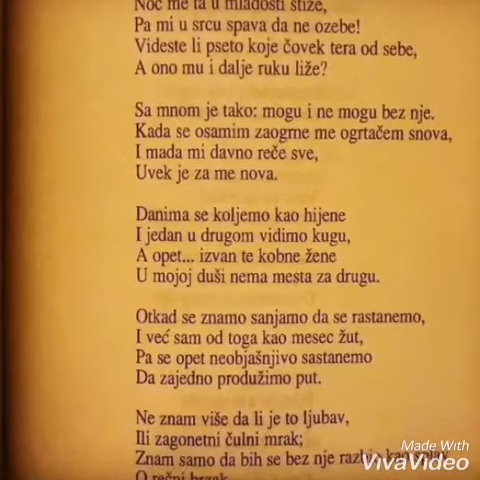 Noć me ta u mladosti stiže,
Pa mi u srcu spava da ne ozebe!
Videste li pseto koje čovek tera od sebe,
A ono mu i dalje ruku liže?
Sa mnom je tako: mogu i ne mogu bez nje.
Kada se osamim zaogrne me ogrtačem snova,
I mada mi davno reče sve,
Uvek je za me nova.
Danima se koljemo kao hijene
I jedan u drugom vidimo kugu,
A opet... izvan te kobne žene
U mojoj duši nema mesta za drugu.
Otkad se znamo sanjamo da se rastanemo,
I već sam od toga kao mesec žut,
Pa se opet neobjašnjivo sastanemo
Da zajedno produžimo put.
Ne znam više da li je to ljubav,
Ili zagonetni čulni mrak;
Znam samo da bih se bez nje razbio kao
O rečni brzak
Made With
VivaVideo